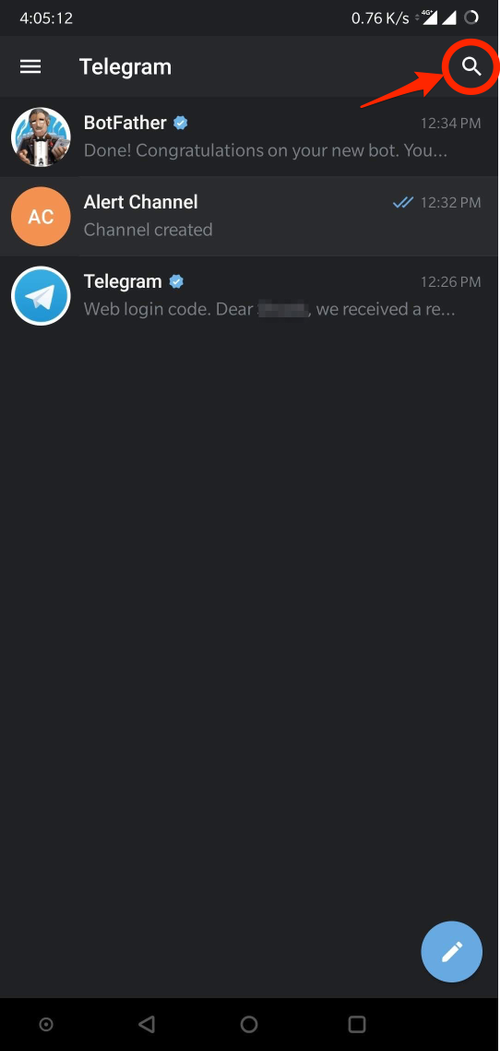 4:05:12 0.76 K/s 4G+
Telegram
BotFather 12:34 PM
Done! Congratulations on your new bot. You...
AC Alert Channel 12:32 PM
Channel created
Telegram 12:26 PM
Web login code. Dear , we received a re...